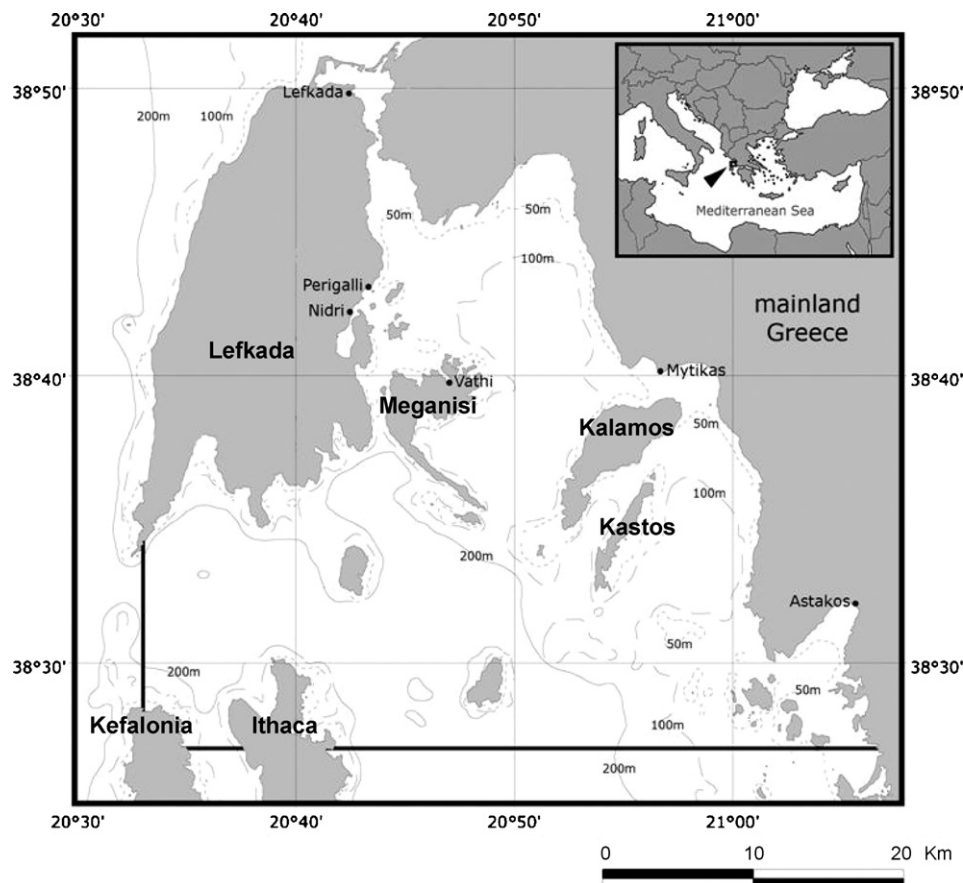 20°30' 20°40' 20°50' 21°00'
38°50' 38°50'
Lefkada
200m 100m
Mediterranean Sea
50m 50m
100m
Perigalli
Nidri
mainland
Greece
Lefkada
38°40' 38°40'
Mytikas
Vathi
Meganisi
Kalamos 50m
100m
Kastos
200m
Astakos
50m
38°30' 38°30'
200m
50m
Kefalonia Ithaca
100m
200m
20°30' 20°40' 20°50' 21°00'
0 10 20 Km